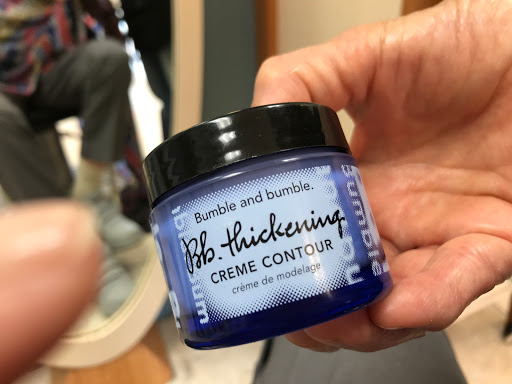 Bumble and bumble.
Bb. thickening
CREME CONTOUR
crème de modelage